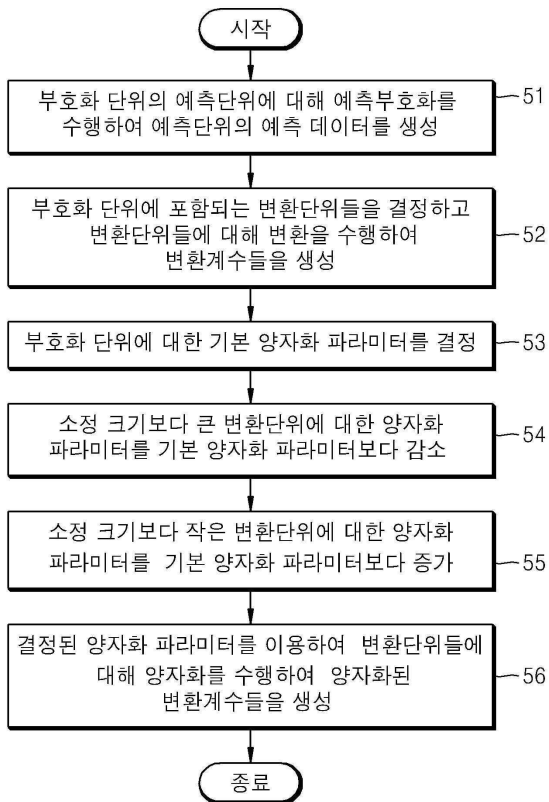 시작
부호화 단위의 예측단위에 대해 예측부호화를
수행하여 예측단위의 예측 데이터를 생성
51
부호화 단위에 포함되는 변환단위들을 결정하고
변환단위들에 대해 변환을 수행하여
변환계수들을 생성
52
부호화 단위에 대한 기본 양자화 파라미터를 결정
53
소정 크기보다 큰 변환단위에 대한 양자화
파라미터를 기본 양자화 파라미터보다 감소
54
소정 크기보다 작은 변환단위에 대한 양자화
파라미터를 기본 양자화 파라미터보다 증가
55
결정된 양자화 파라미터를 이용하여 변환단위들에
대해 양자화를 수행하여 양자화된
변환계수들을 생성
56
종료